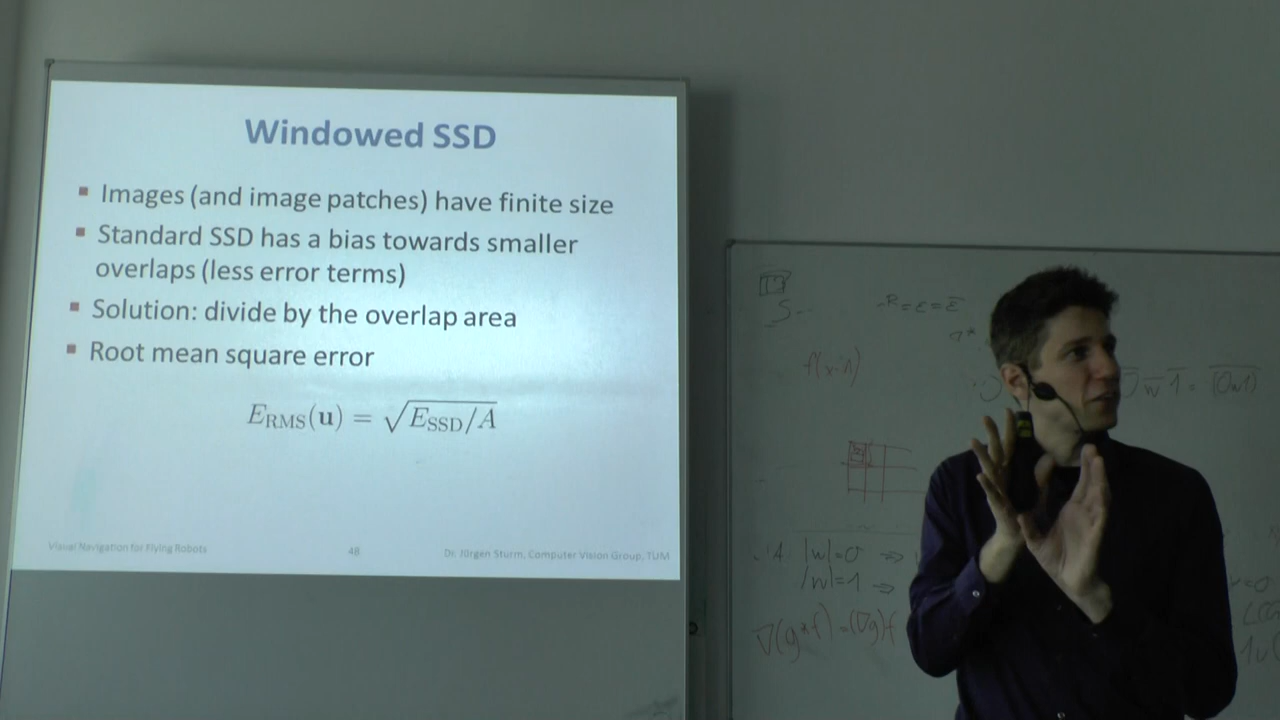 Windowed SSD
▪ Images (and image patches) have finite size
▪ Standard SSD has a bias towards smaller
overlaps (less error terms)
▪ Solution: divide by the overlap area
▪ Root mean square error
E_RMS(u) = √(E_SSD/A)
Visual Navigation for Flying Robots
48
Dr. Jürgen Sturm, Computer Vision Group, TUM
|w|=0 ⇒
|w|=1 ⇒
∇(g*f)=(∇g)f